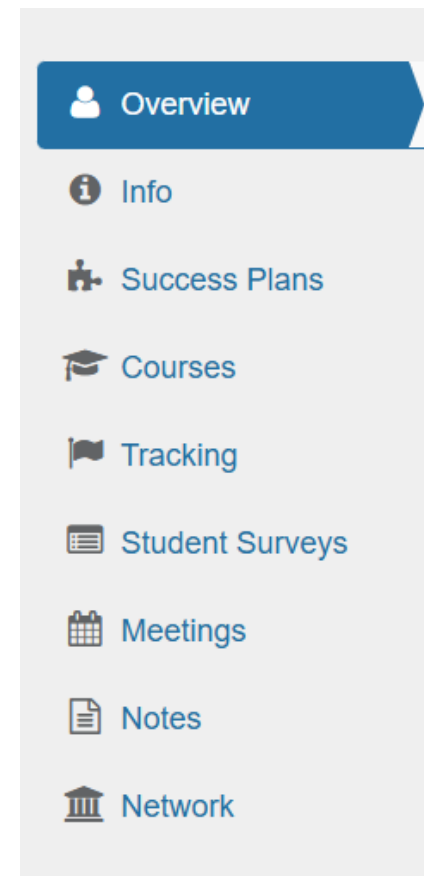 Overview
Info
Success Plans
Courses
Tracking
Student Surveys
Meetings
Notes
Network